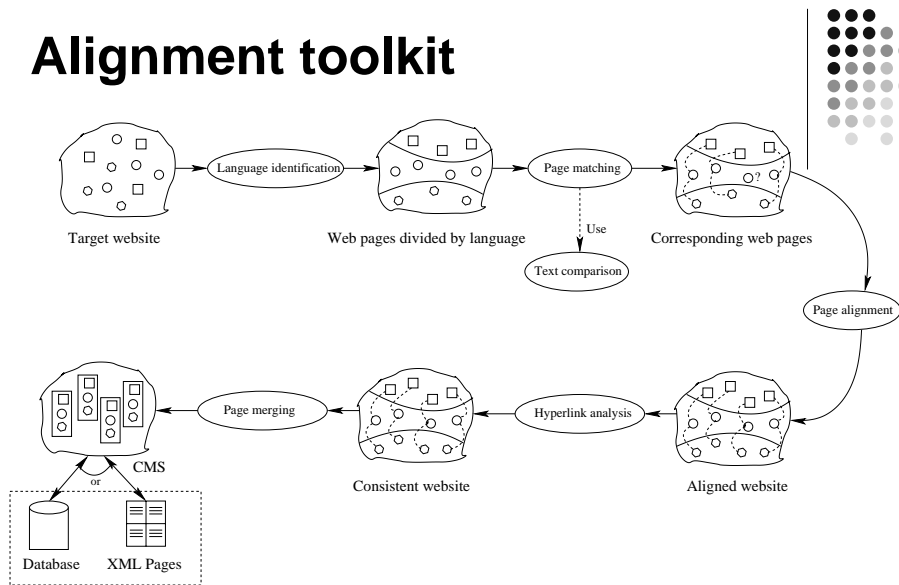 Alignment toolkit
Language identification
Page matching
Target website
Web pages divided by language
Use
?
Corresponding web pages
Text comparison
Page alignment
Page merging
Hyperlink analysis
CMS
or
Consistent website
Aligned website
Database
XML Pages